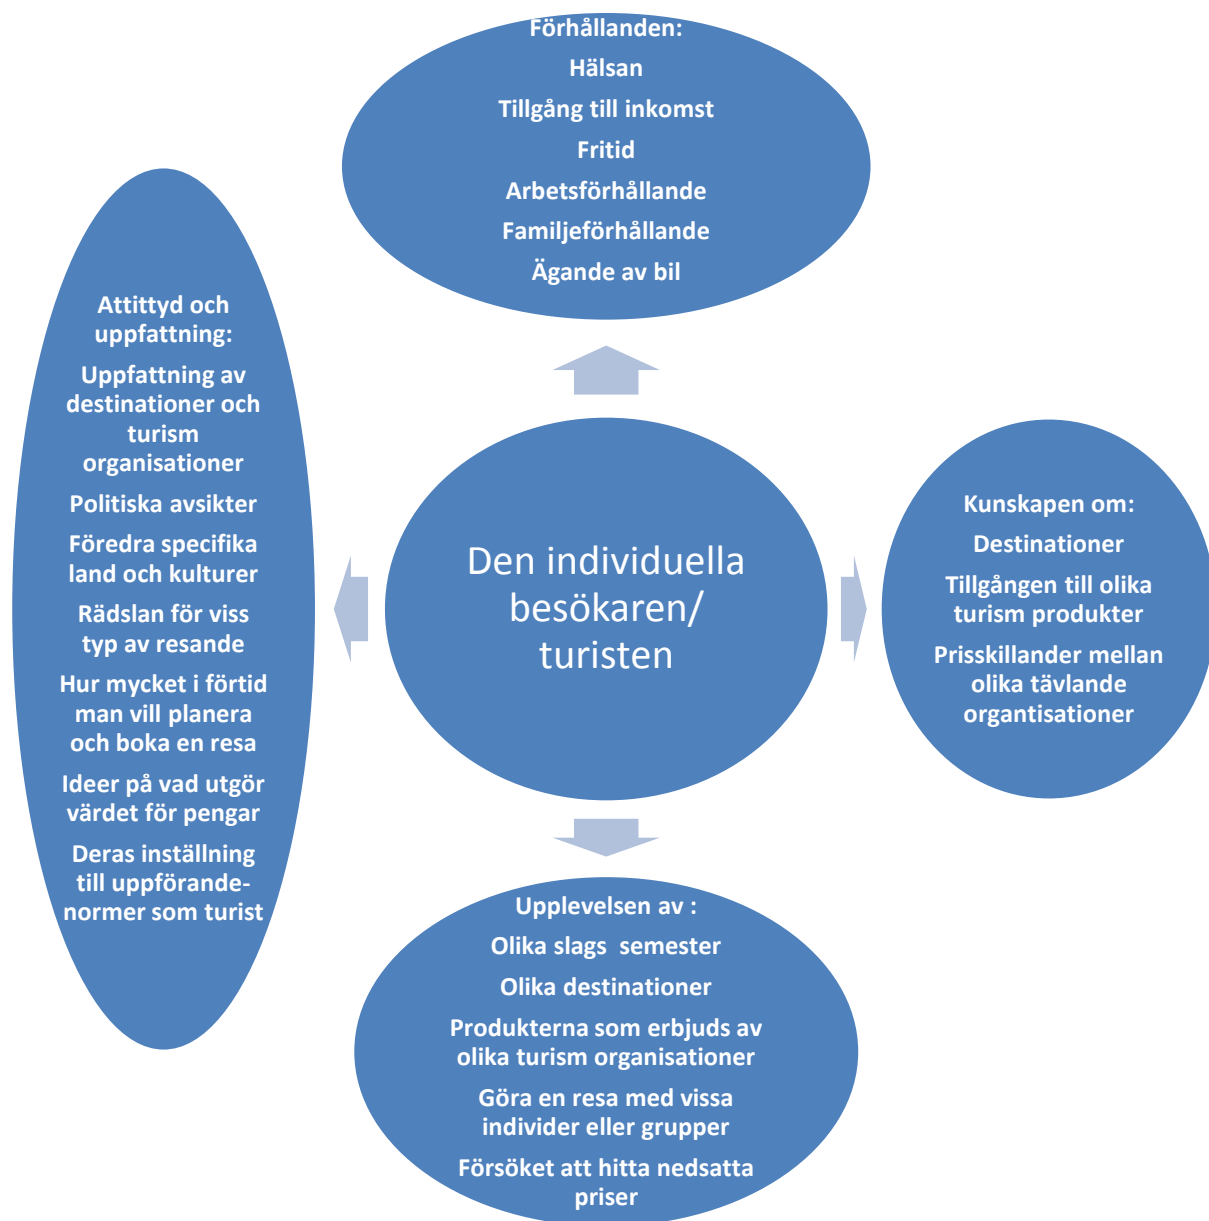 Förhållanden:
Hälsan
Tillgång till inkomst
Fritid
Arbetsförhållande
Familjeförhållande
Ägande av bil
Attittyd och
uppfattning:
Uppfattning av
destinationer och
turism
organisationer
Politiska avsikter
Föredra specifika
land och kulturer
Rädslan för viss
typ av resande
Hur mycket i förtid
man vill planera
och boka en resa
Ideer på vad utgör
värdet för pengar
Deras inställning
till uppförande-
normer som turist
Den individuella
besökaren/
turisten
Kunskapen om:
Destinationer
Tillgången till olika
turism produkter
Prisskillander mellan
olika tävlande
organtisationer
Upplevelsen av :
Olika slags  semester
Olika destinationer
Produkterna som erbjuds av
olika turism organisationer
Göra en resa med vissa
individer eller grupper
Försöket att hitta nedsatta
priser